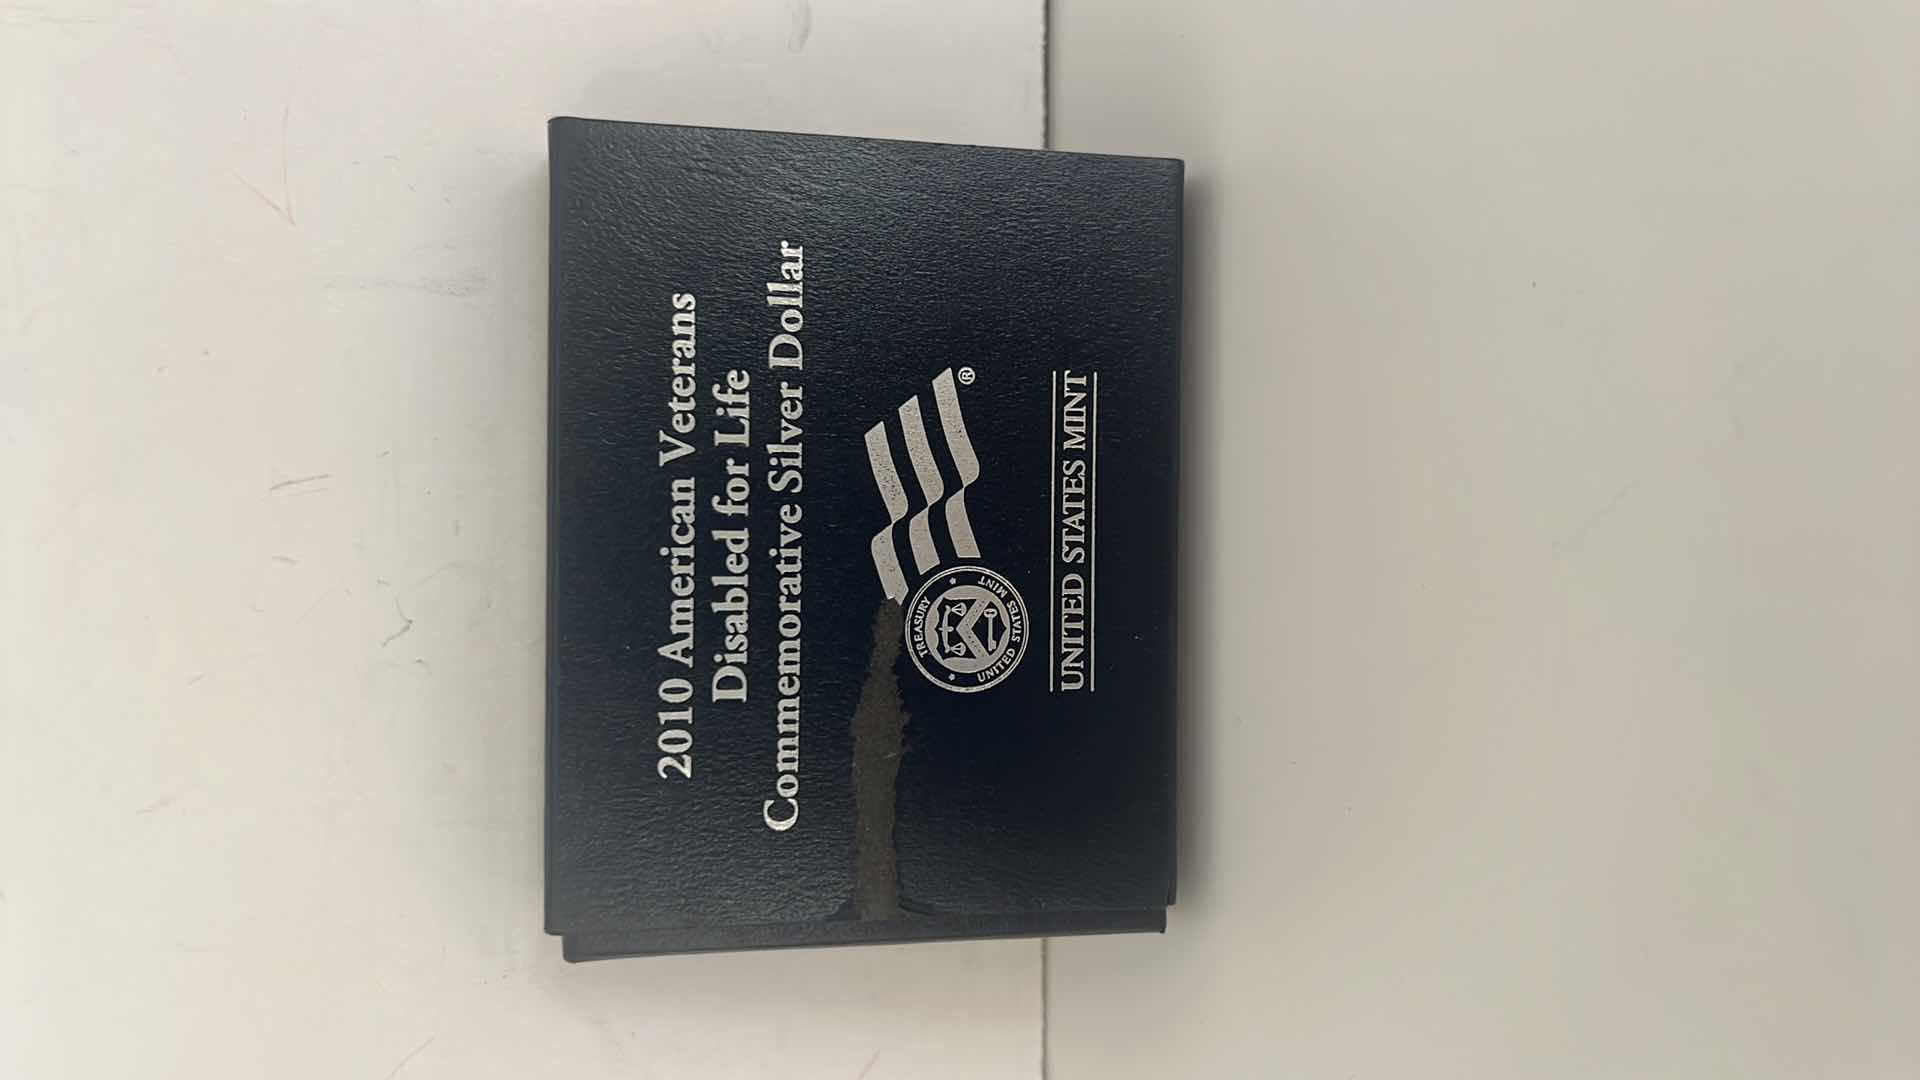 2010 American Veterans
Disabled for Life
Commemorative Silver Dollar
®
TREASURY
UNITED STATES MINT
UNITED STATES MINT